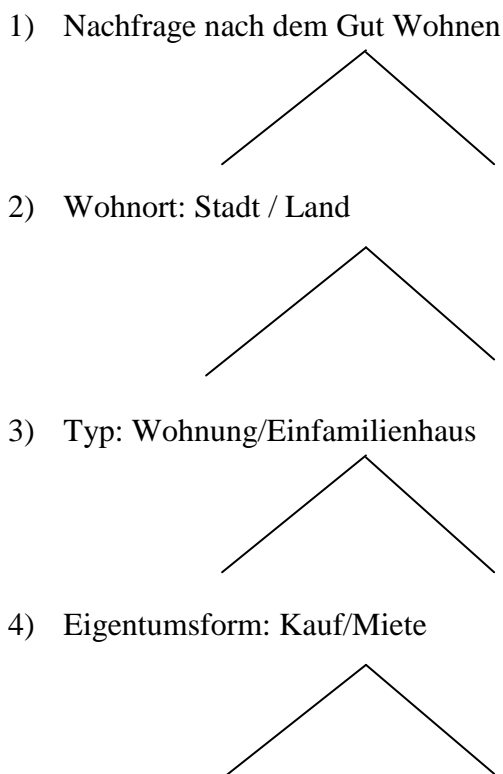 1) Nachfrage nach dem Gut Wohnen
2) Wohnort: Stadt / Land
3) Typ: Wohnung/Einfamilienhaus
4) Eigentumsform: Kauf/Miete